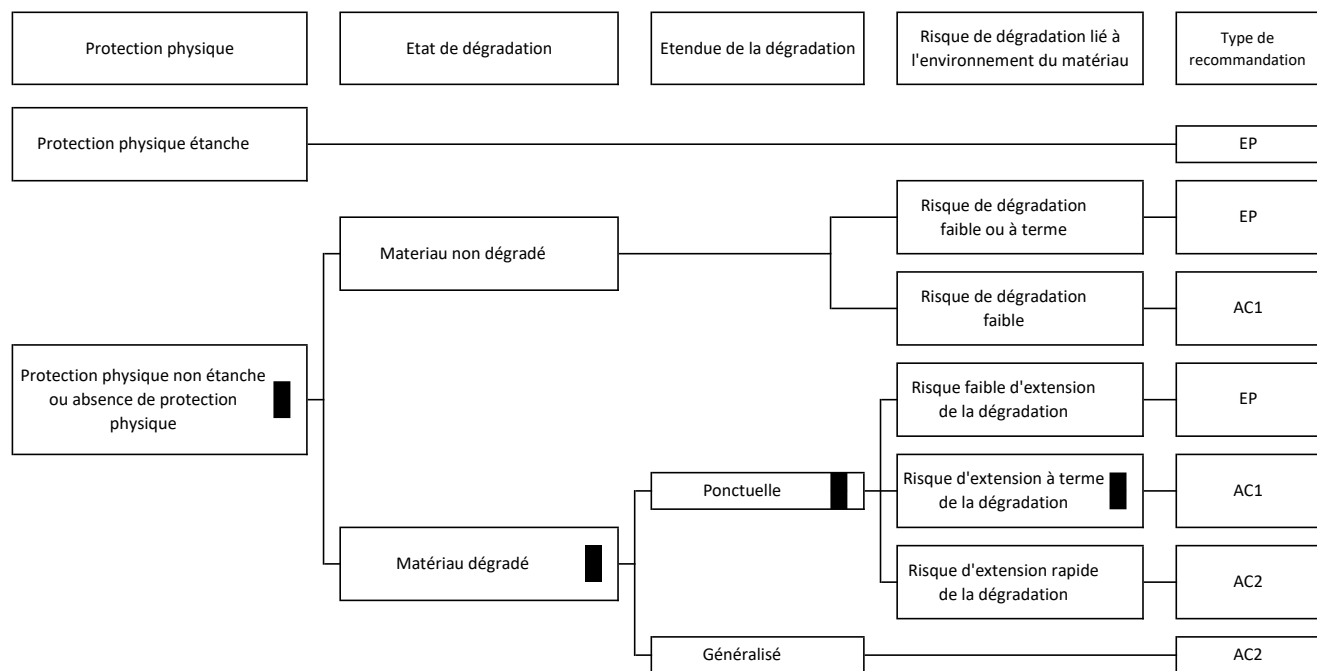 Protection physique
Etat de dégradation
Etendue de la dégradation
Risque de dégradation lié à
l'environnement du matériau
Type de
recommandation
Protection physique étanche
EP
Materiau non dégradé
Risque de dégradation
faible ou à terme
EP
Risque de dégradation
faible
AC1
Protection physique non étanche
ou absence de protection
physique
Risque faible d'extension
de la dégradation
EP
Ponctuelle
Risque d'extension à terme
de la dégradation
AC1
Matériau dégradé
Risque d'extension rapide
de la dégradation
AC2
Généralisé
AC2